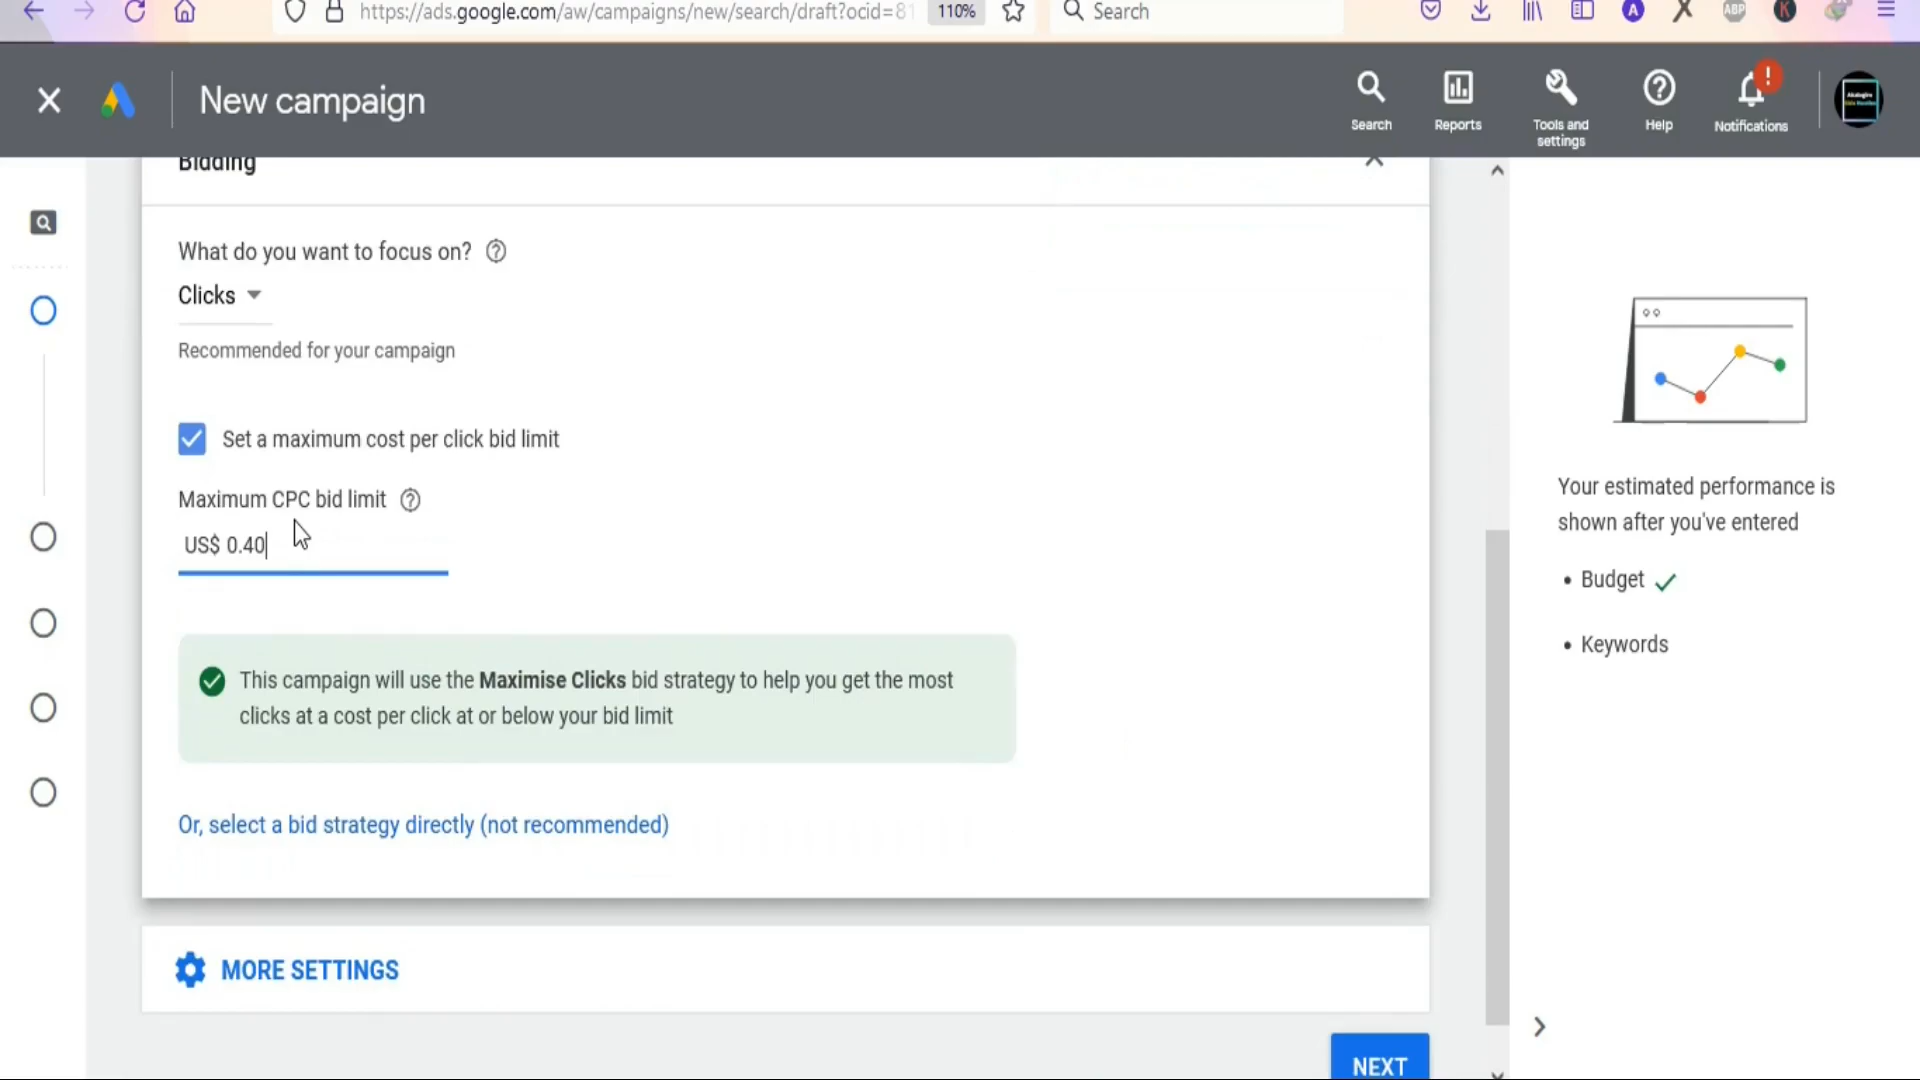 https://ads.google.com/aw/campaigns/new/search/draft?ocid=81
110%
Search
A
ABP
K
New campaign
Search
Reports
Tools and
settings
Help
!
Notifications
Bidding
What do you want to focus on?
Clicks
Recommended for your campaign
Set a maximum cost per click bid limit
Maximum CPC bid limit
US$ 0.40
This campaign will use the Maximise Clicks bid strategy to help you get the most
clicks at a cost per click at or below your bid limit
Or, select a bid strategy directly (not recommended)
MORE SETTINGS
NEXT
Your estimated performance is
shown after you've entered
• Budget
• Keywords